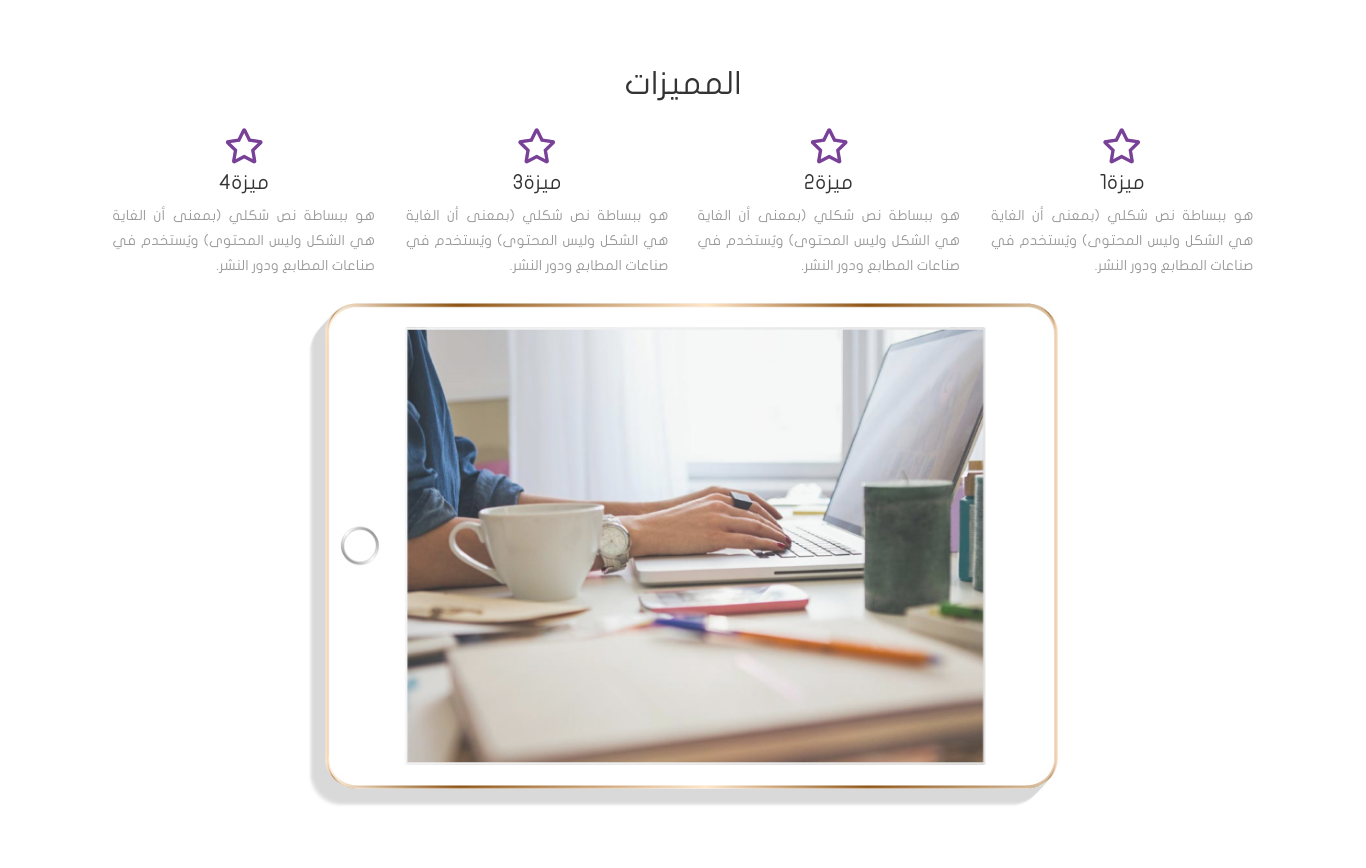 المميزات
ميزة1
هو ببساطة نص شكلي (بمعنى أن الغاية
هي الشكل وليس المحتوى) ويُستخدم في
صناعات المطابع ودور النشر.
ميزة2
هو ببساطة نص شكلي (بمعنى أن الغاية
هي الشكل وليس المحتوى) ويُستخدم في
صناعات المطابع ودور النشر.
ميزة3
هو ببساطة نص شكلي (بمعنى أن الغاية
هي الشكل وليس المحتوى) ويُستخدم في
صناعات المطابع ودور النشر.
ميزة4
هو ببساطة نص شكلي (بمعنى أن الغاية
هي الشكل وليس المحتوى) ويُستخدم في
صناعات المطابع ودور النشر.